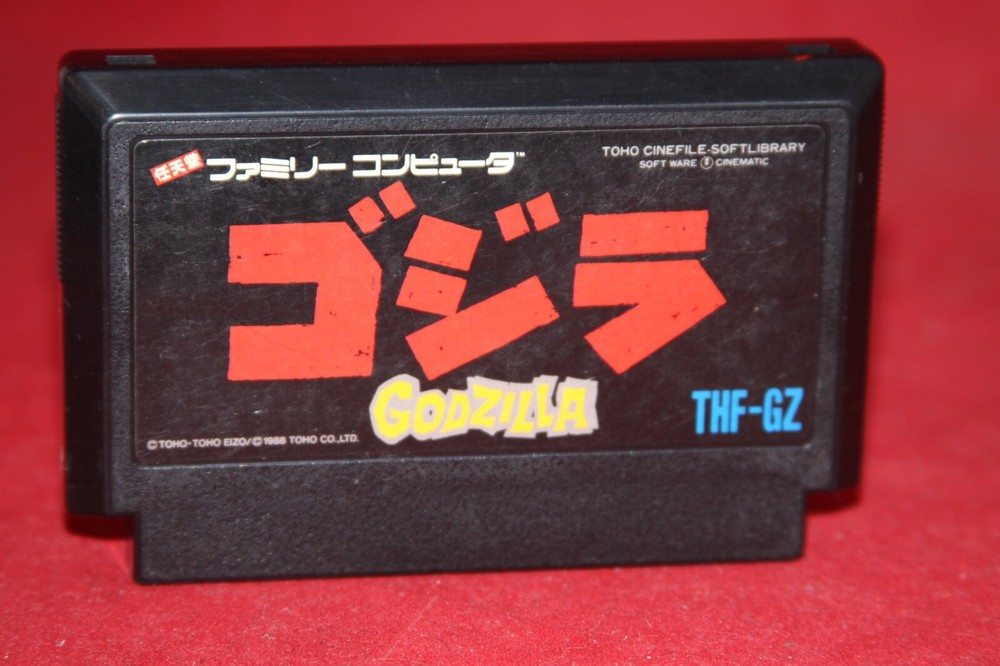 任天堂 ファミリー コンピュータ™
TOHO CINEFILE-SOFTLIBRARY
SOFT WARE CINEMATIC
ゴジラ
GODZILLA
THF-GZ
©TOHO・TOHO EIZO/©1988 TOHO CO.,LTD.